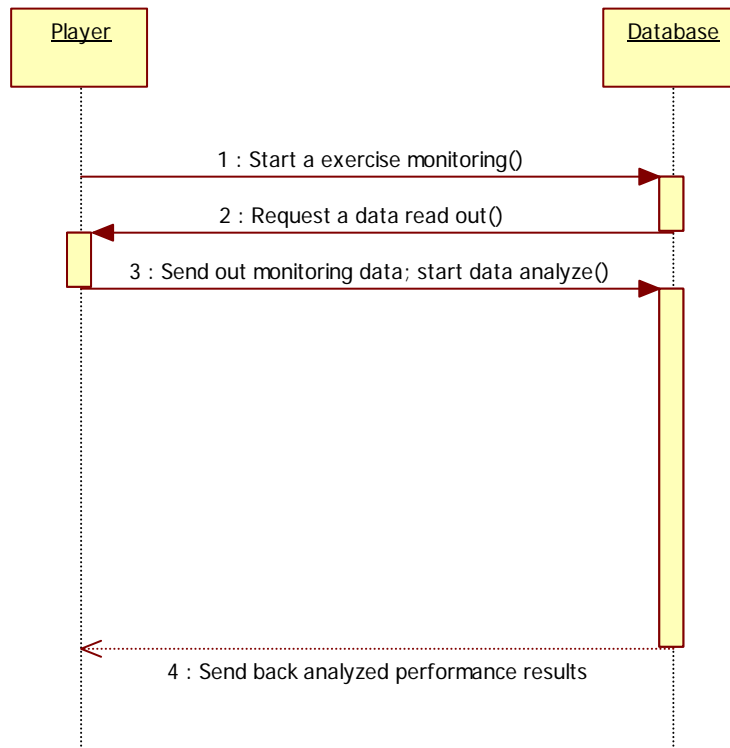 Player
Database
1 : Start a exercise monitoring()
2 : Request a data read out()
3 : Send out monitoring data; start data analyze()
4 : Send back analyzed performance results